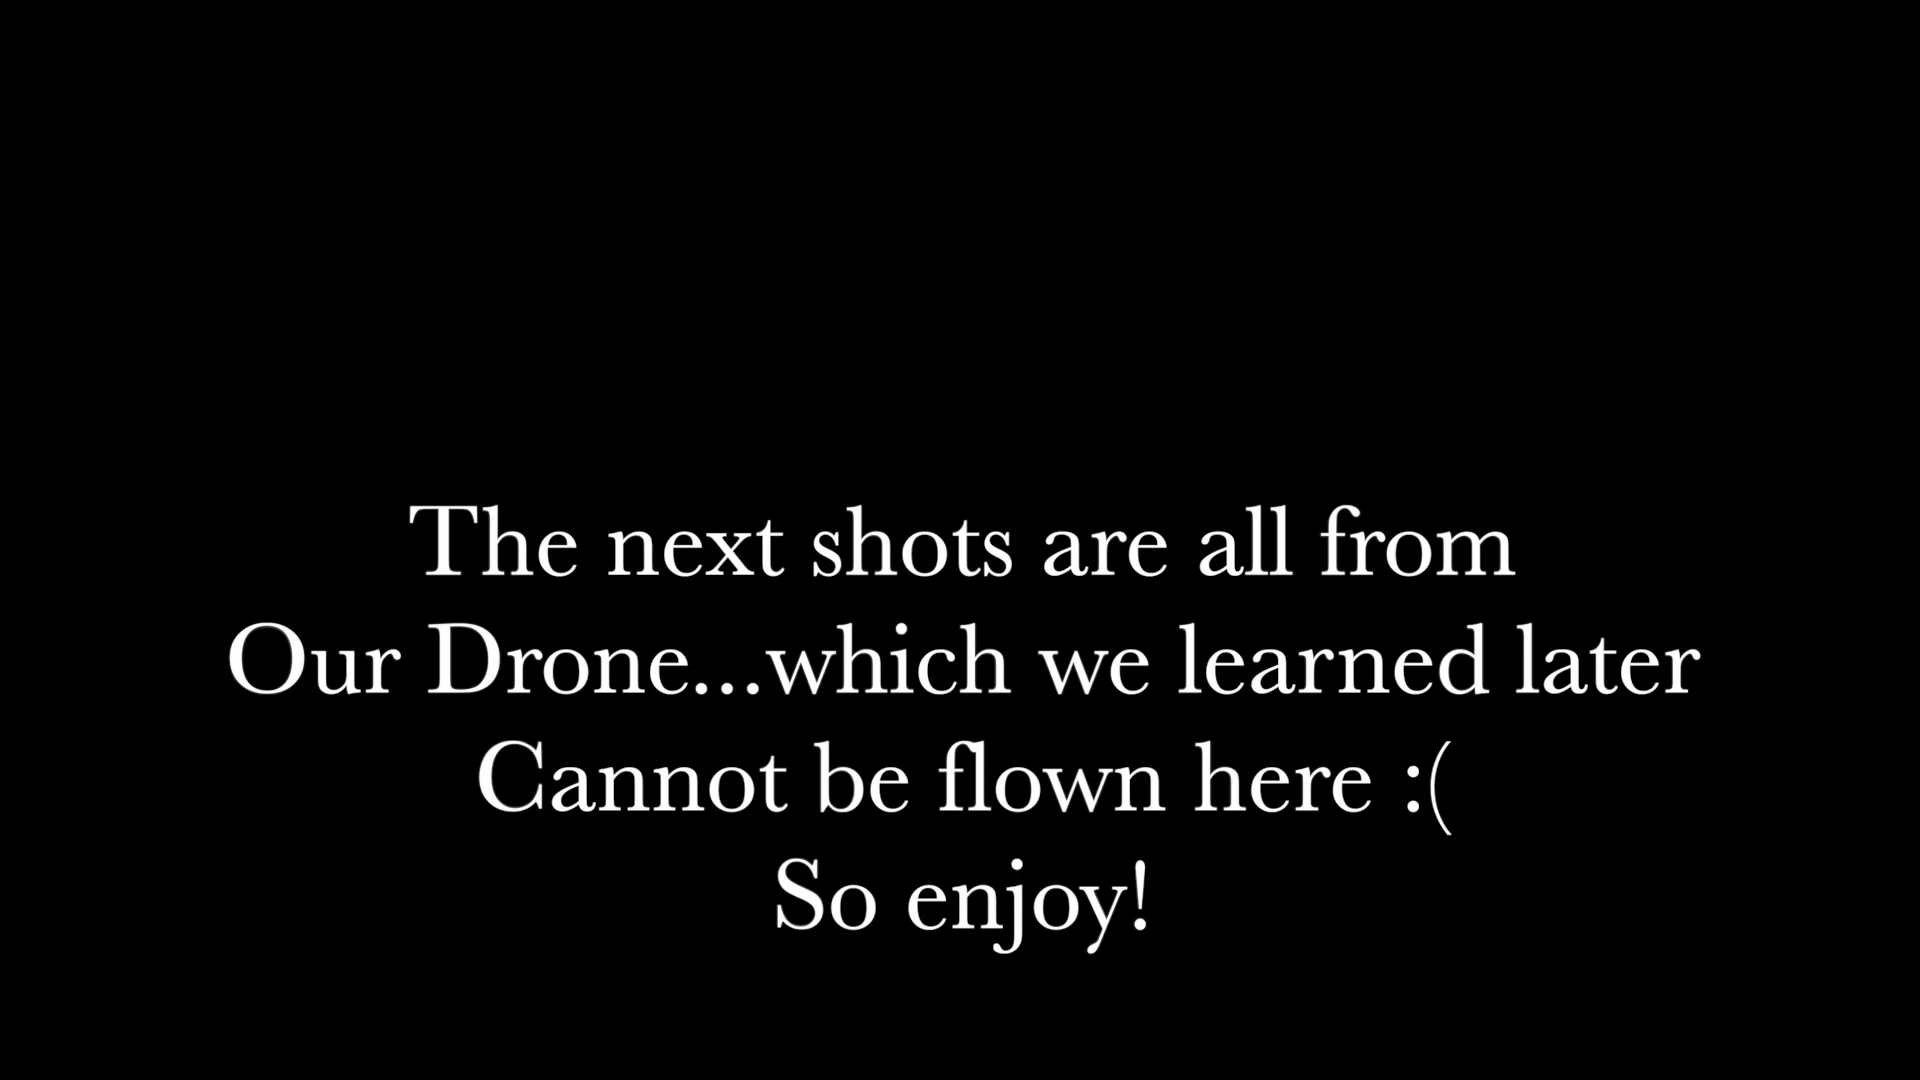 The next shots are all from
Our Drone...which we learned later
Cannot be flown here :(
So enjoy!